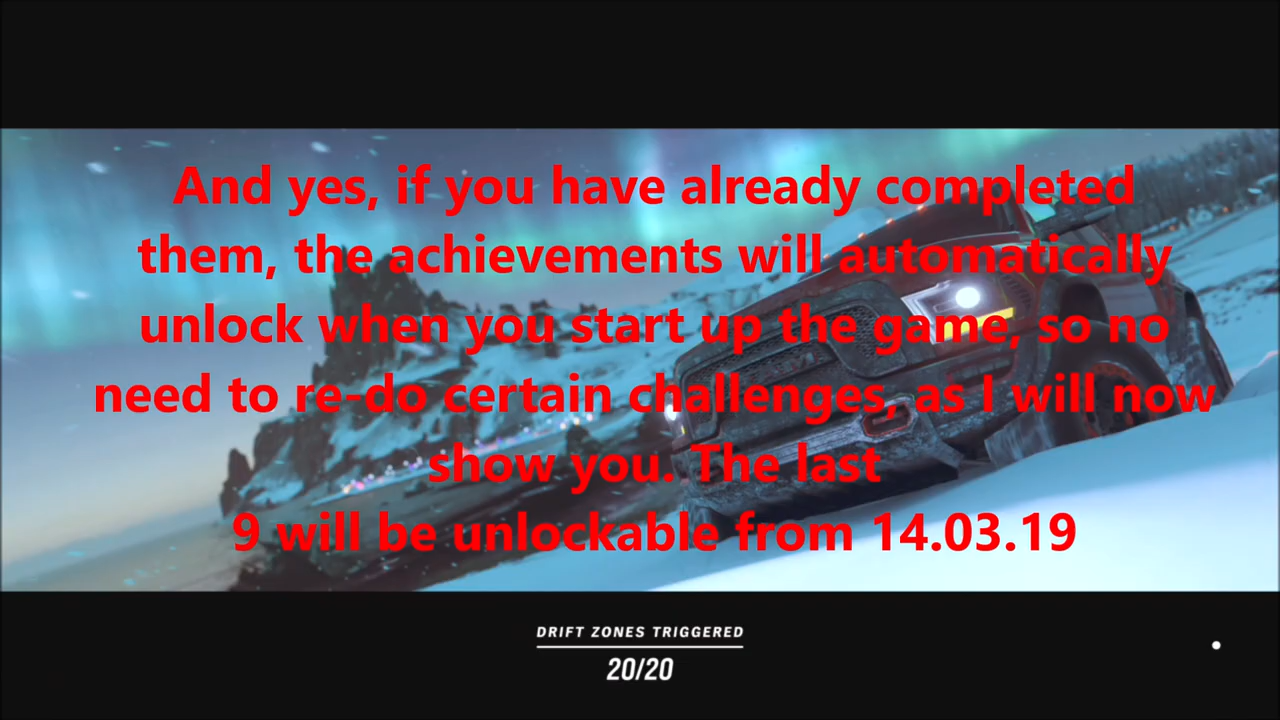 And yes, if you have already completed
them, the achievements will automatically
unlock when you start up the game, so no
need to re-do certain challenges, as I will now
show you. The last
9 will be unlockable from 14.03.19
DRIFT ZONES TRIGGERED
20/20